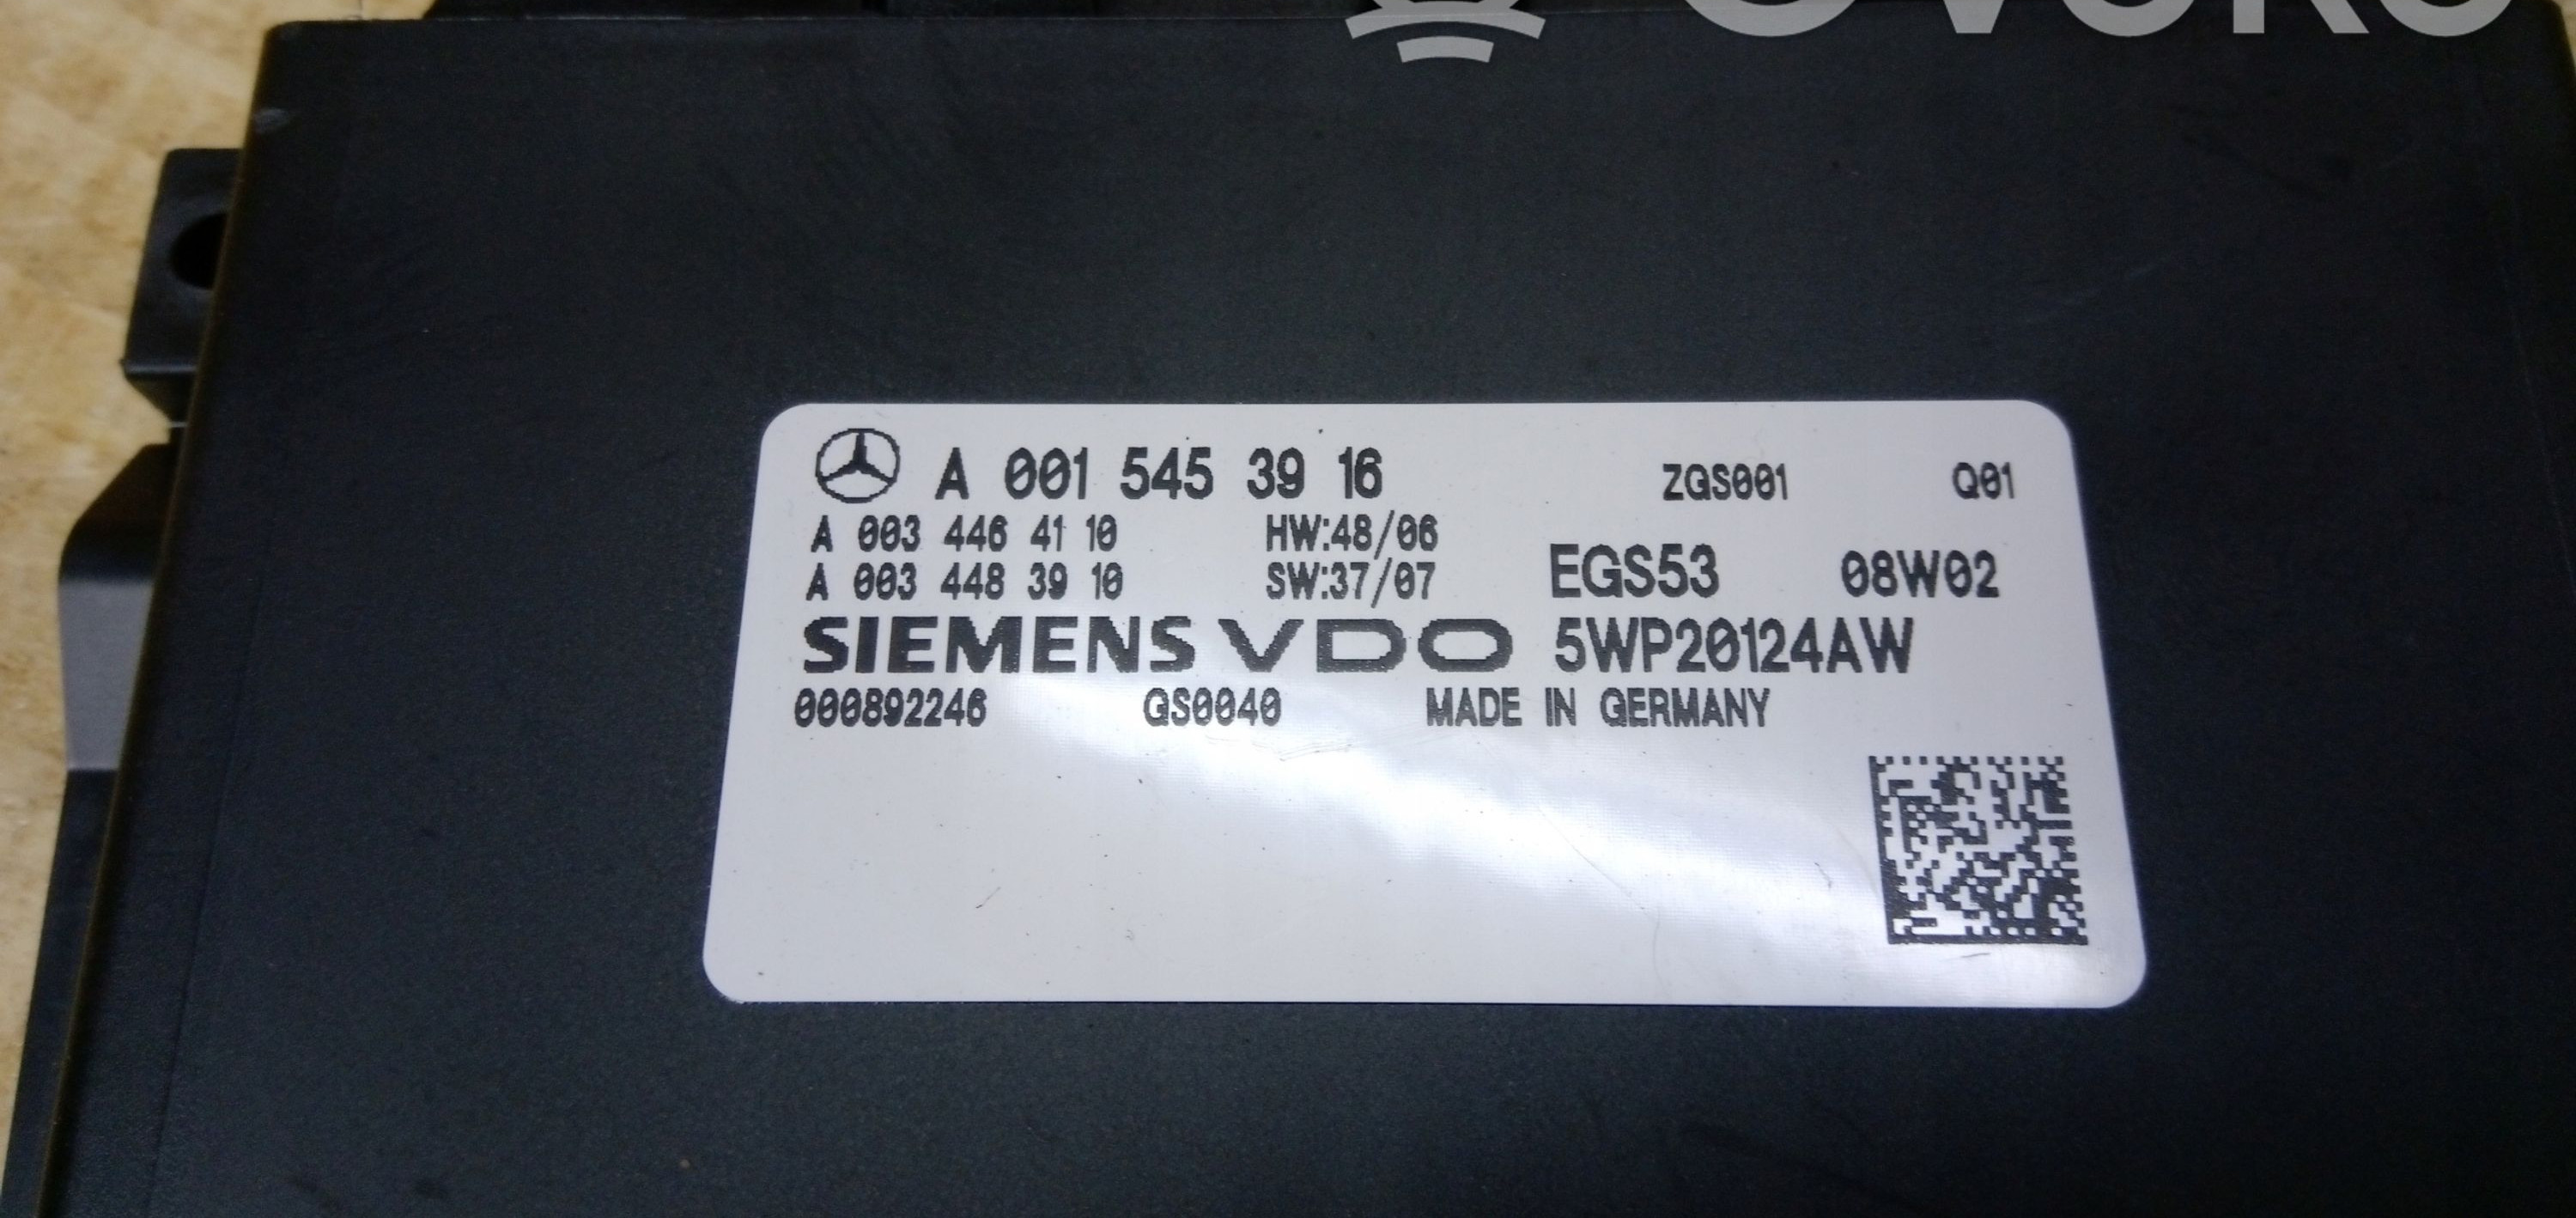 A 001 545 39 16 ZGS001 Q01
A 003 446 41 10 HW:48/06
A 003 448 39 10 SW:37/07 EGS53 08W02
SIEMENS VDO 5WP20124AW
000892246 GS0040 MADE IN GERMANY